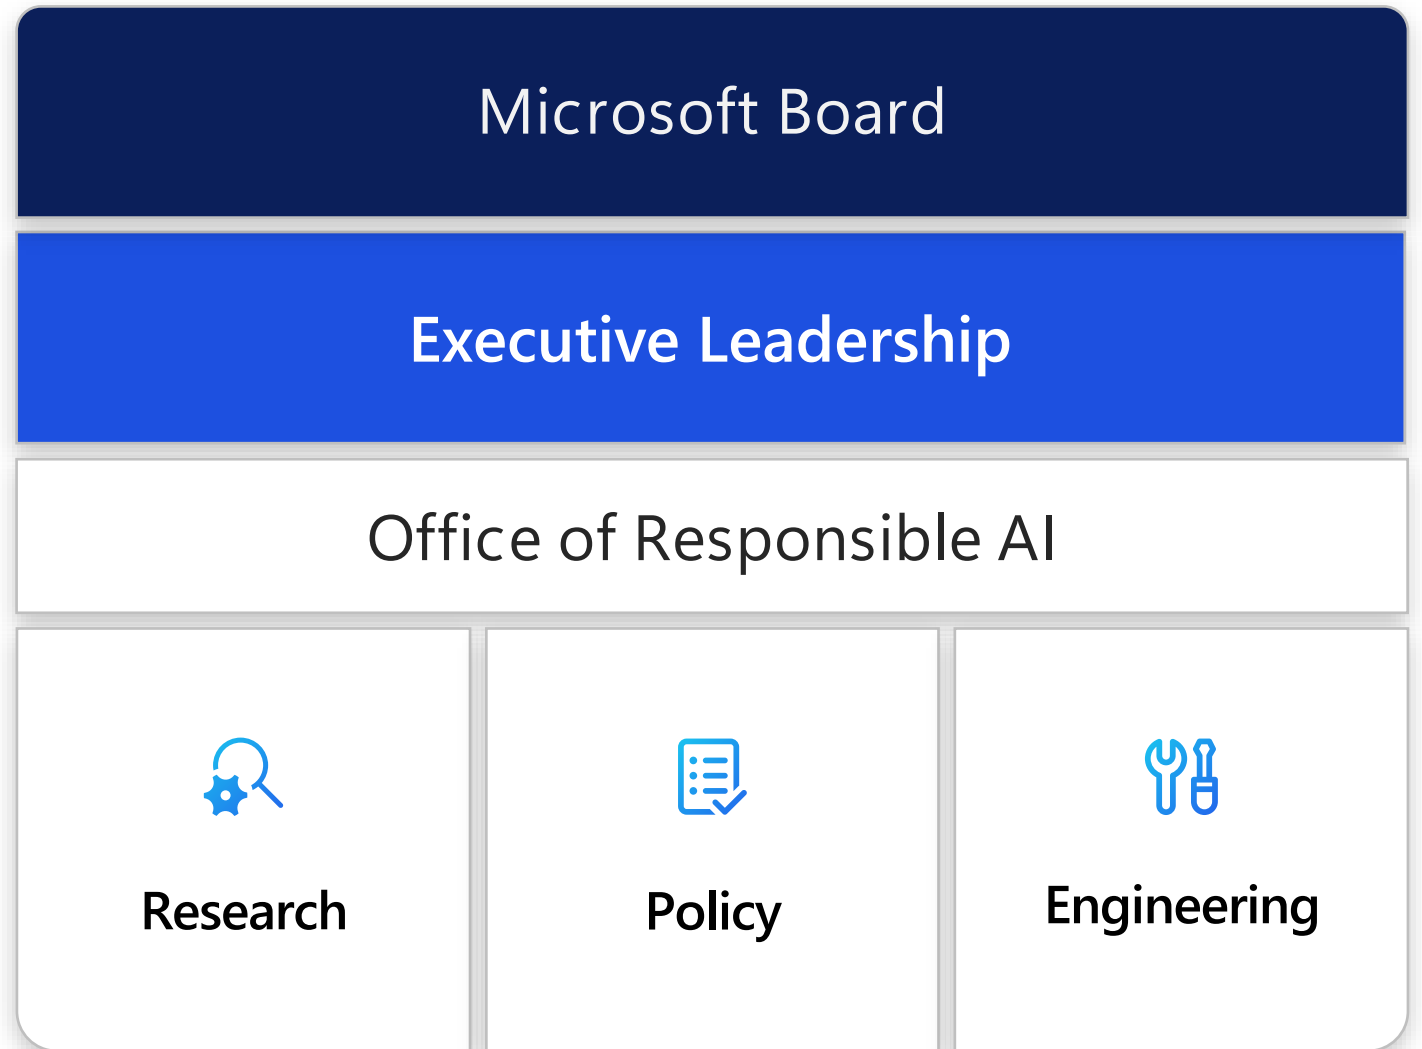 Microsoft Board
Executive Leadership
Office of Responsible AI
Research
Policy
Engineering